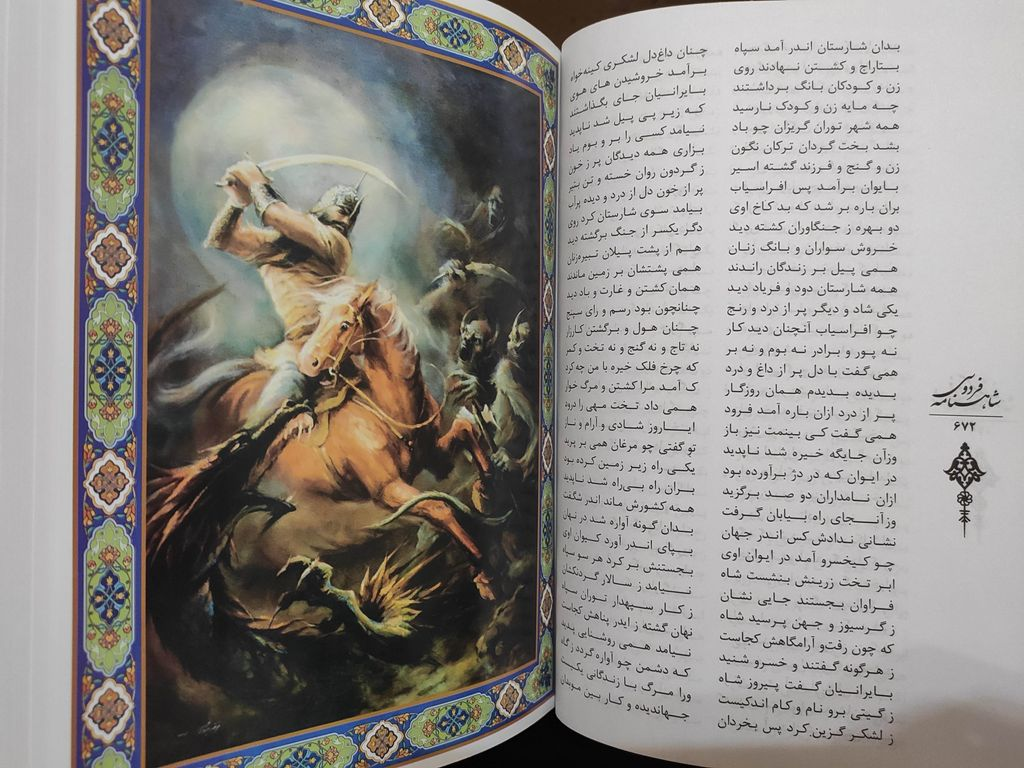 بدان شارستان اندر آمد سپاه چنان داغ‌دل لشکری کینه‌خواه
بتاراج و کشتن نهادند روی برآمد خروشیدن های هوی
زن و کودکان بانگ برداشتند بایرانیان جای بگذاشتند
چه مایه زن و کودک نارسید که زیر پی پیل شد ناپدید
همه شهر توران گریزان چو باد نیامد کسی را بر و بوم یاد
بشد بخت گردان ترکان نگون بزاری همه دیدگان پر ز خون
زن و گنج و فرزند گشته اسیر ز گردون روان خسته و تن بتیر
بایوان برآمد پس افراسیاب پر از خون دل از درد و دیده پرآب
بران باره بر شد که بد کاخ اوی بیامد سوی شارستان کرد روی
دو بهره ز جنگاوران کشته دید دگر یکسر از جنگ برگشته دید
خروش سواران و بانگ زنان هم از پشت پیلان تبیره‌زنان
همی پیل بر زندگان راندند همی پشتشان بر زمین ماندند
همه شارستان دود و فریاد دید همان کشتن و غارت و باد دید
یکی شاد و دیگر پر از درد و رنج چنانچون بود رسم و رای سپنج
چو افراسیاب آنچنان دید کار چنان هول و برگشتن کارزار
نه پور و برادر نه بوم و نه بر نه تاج و نه گنج و نه تخت و کمر
همی گفت با دل پر از داغ و درد که چرخ فلک خیره با من چه کرد
بدیده بدیدم همان روزگار ک آمد مرا کشتن و مرگ خوار
پر از درد ازان باره آمد فرود همی داد تخت مهی را درود
همی گفت کی بینمت نیز باز ایاروز شادی و آرام و ناز
وزآن جایگه خیره شد ناپدید تو گفتی چو مرغان همی بر پرید
در ایوان که در دژ برآورده بود یکی راه زیر زمین کرده بود
ازان نامداران دو صد برگزید بران راه بی‌راه شد ناپدید
وز آنجای راه بیابان گرفت همه کشورش ماند اندر شگفت
نشانی ندادش کس اندر جهان بدان گونه آواره شد در نهان
چو کیخسرو آمد در ایوان اوی بپای اندر آورد کیوان اوی
ابر تخت زرینش بنشست شاه بجستنش بر کرد هر سو سپاه
فراوان بجستند جایی نشان نیامد ز سالار گردنکشان
ز گرسیوز و جهن پرسید شاه ز کار سپهدار توران سپاه
که چون رفت‌و آرامگاهش کجاست نهان گشته ز ایدر پناهش کجاست
ز هرگونه گفتند و خسرو شنید نیامد همی روشنایی پدید
بایرانیان گفت پیروز شاه که دشمن چو آواره گردد ز گاه
ز گیتی برو نام و کام اندکیست ورا مرگ با زندگانی یکیست
ز لشکر گزین کرد پس بخردان جهاندیده و کار بین موبدان
شاهنامه فردوسی
۶۷۲